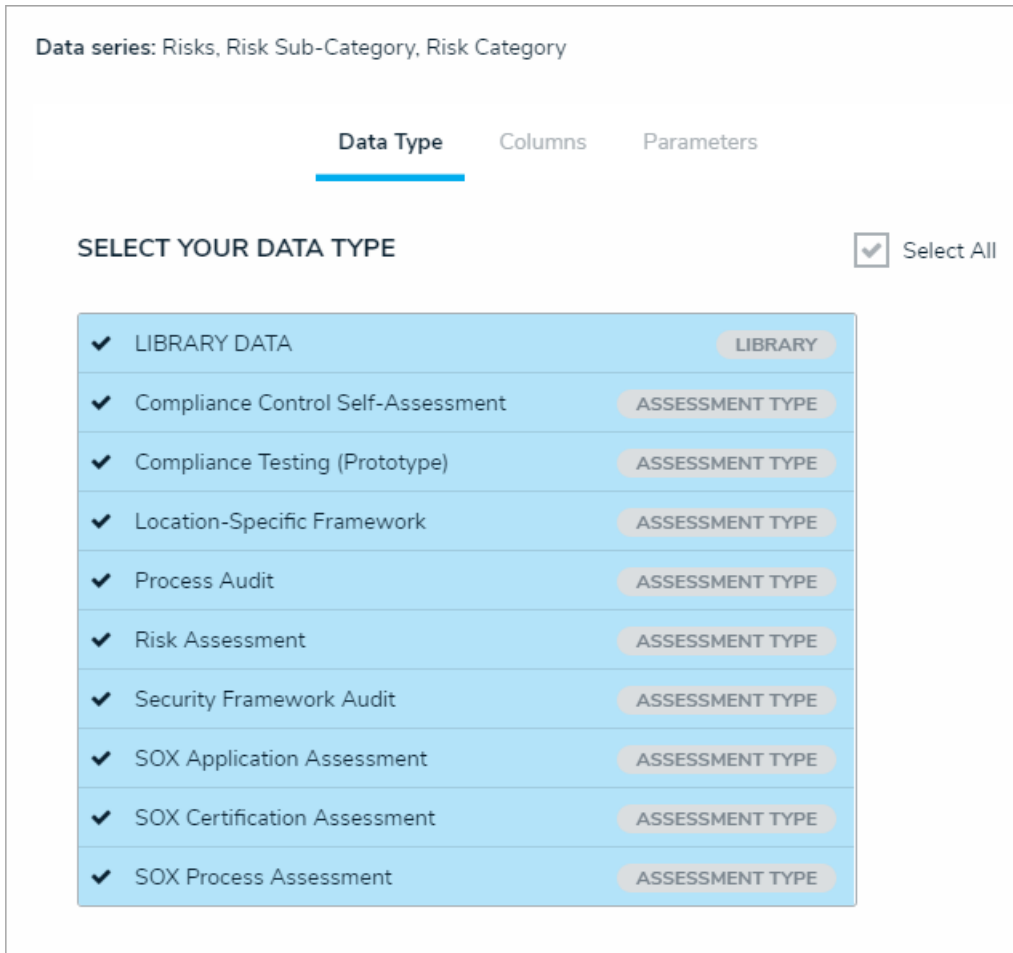 Data series: Risks, Risk Sub-Category, Risk Category
Data Type Columns Parameters
SELECT YOUR DATA TYPE Select All
LIBRARY DATA LIBRARY
Compliance Control Self-Assessment ASSESSMENT TYPE
Compliance Testing (Prototype) ASSESSMENT TYPE
Location-Specific Framework ASSESSMENT TYPE
Process Audit ASSESSMENT TYPE
Risk Assessment ASSESSMENT TYPE
Security Framework Audit ASSESSMENT TYPE
SOX Application Assessment ASSESSMENT TYPE
SOX Certification Assessment ASSESSMENT TYPE
SOX Process Assessment ASSESSMENT TYPE